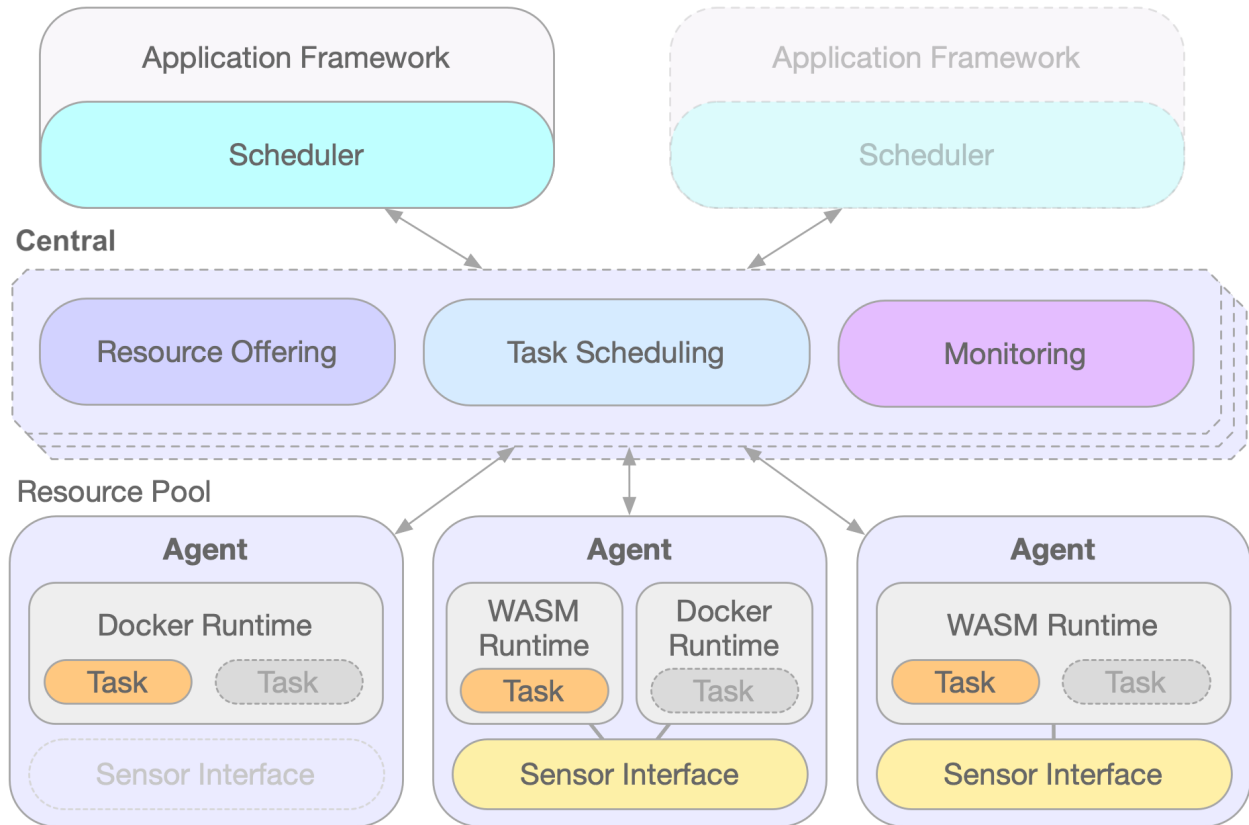 Application Framework
Scheduler
Application Framework
Scheduler
Central
Resource Offering
Task Scheduling
Monitoring
Resource Pool
Agent
Docker Runtime
Task
Task
Sensor Interface
Agent
WASM
Runtime
Task
Docker
Runtime
Task
Sensor Interface
Agent
WASM Runtime
Task
Task
Sensor Interface